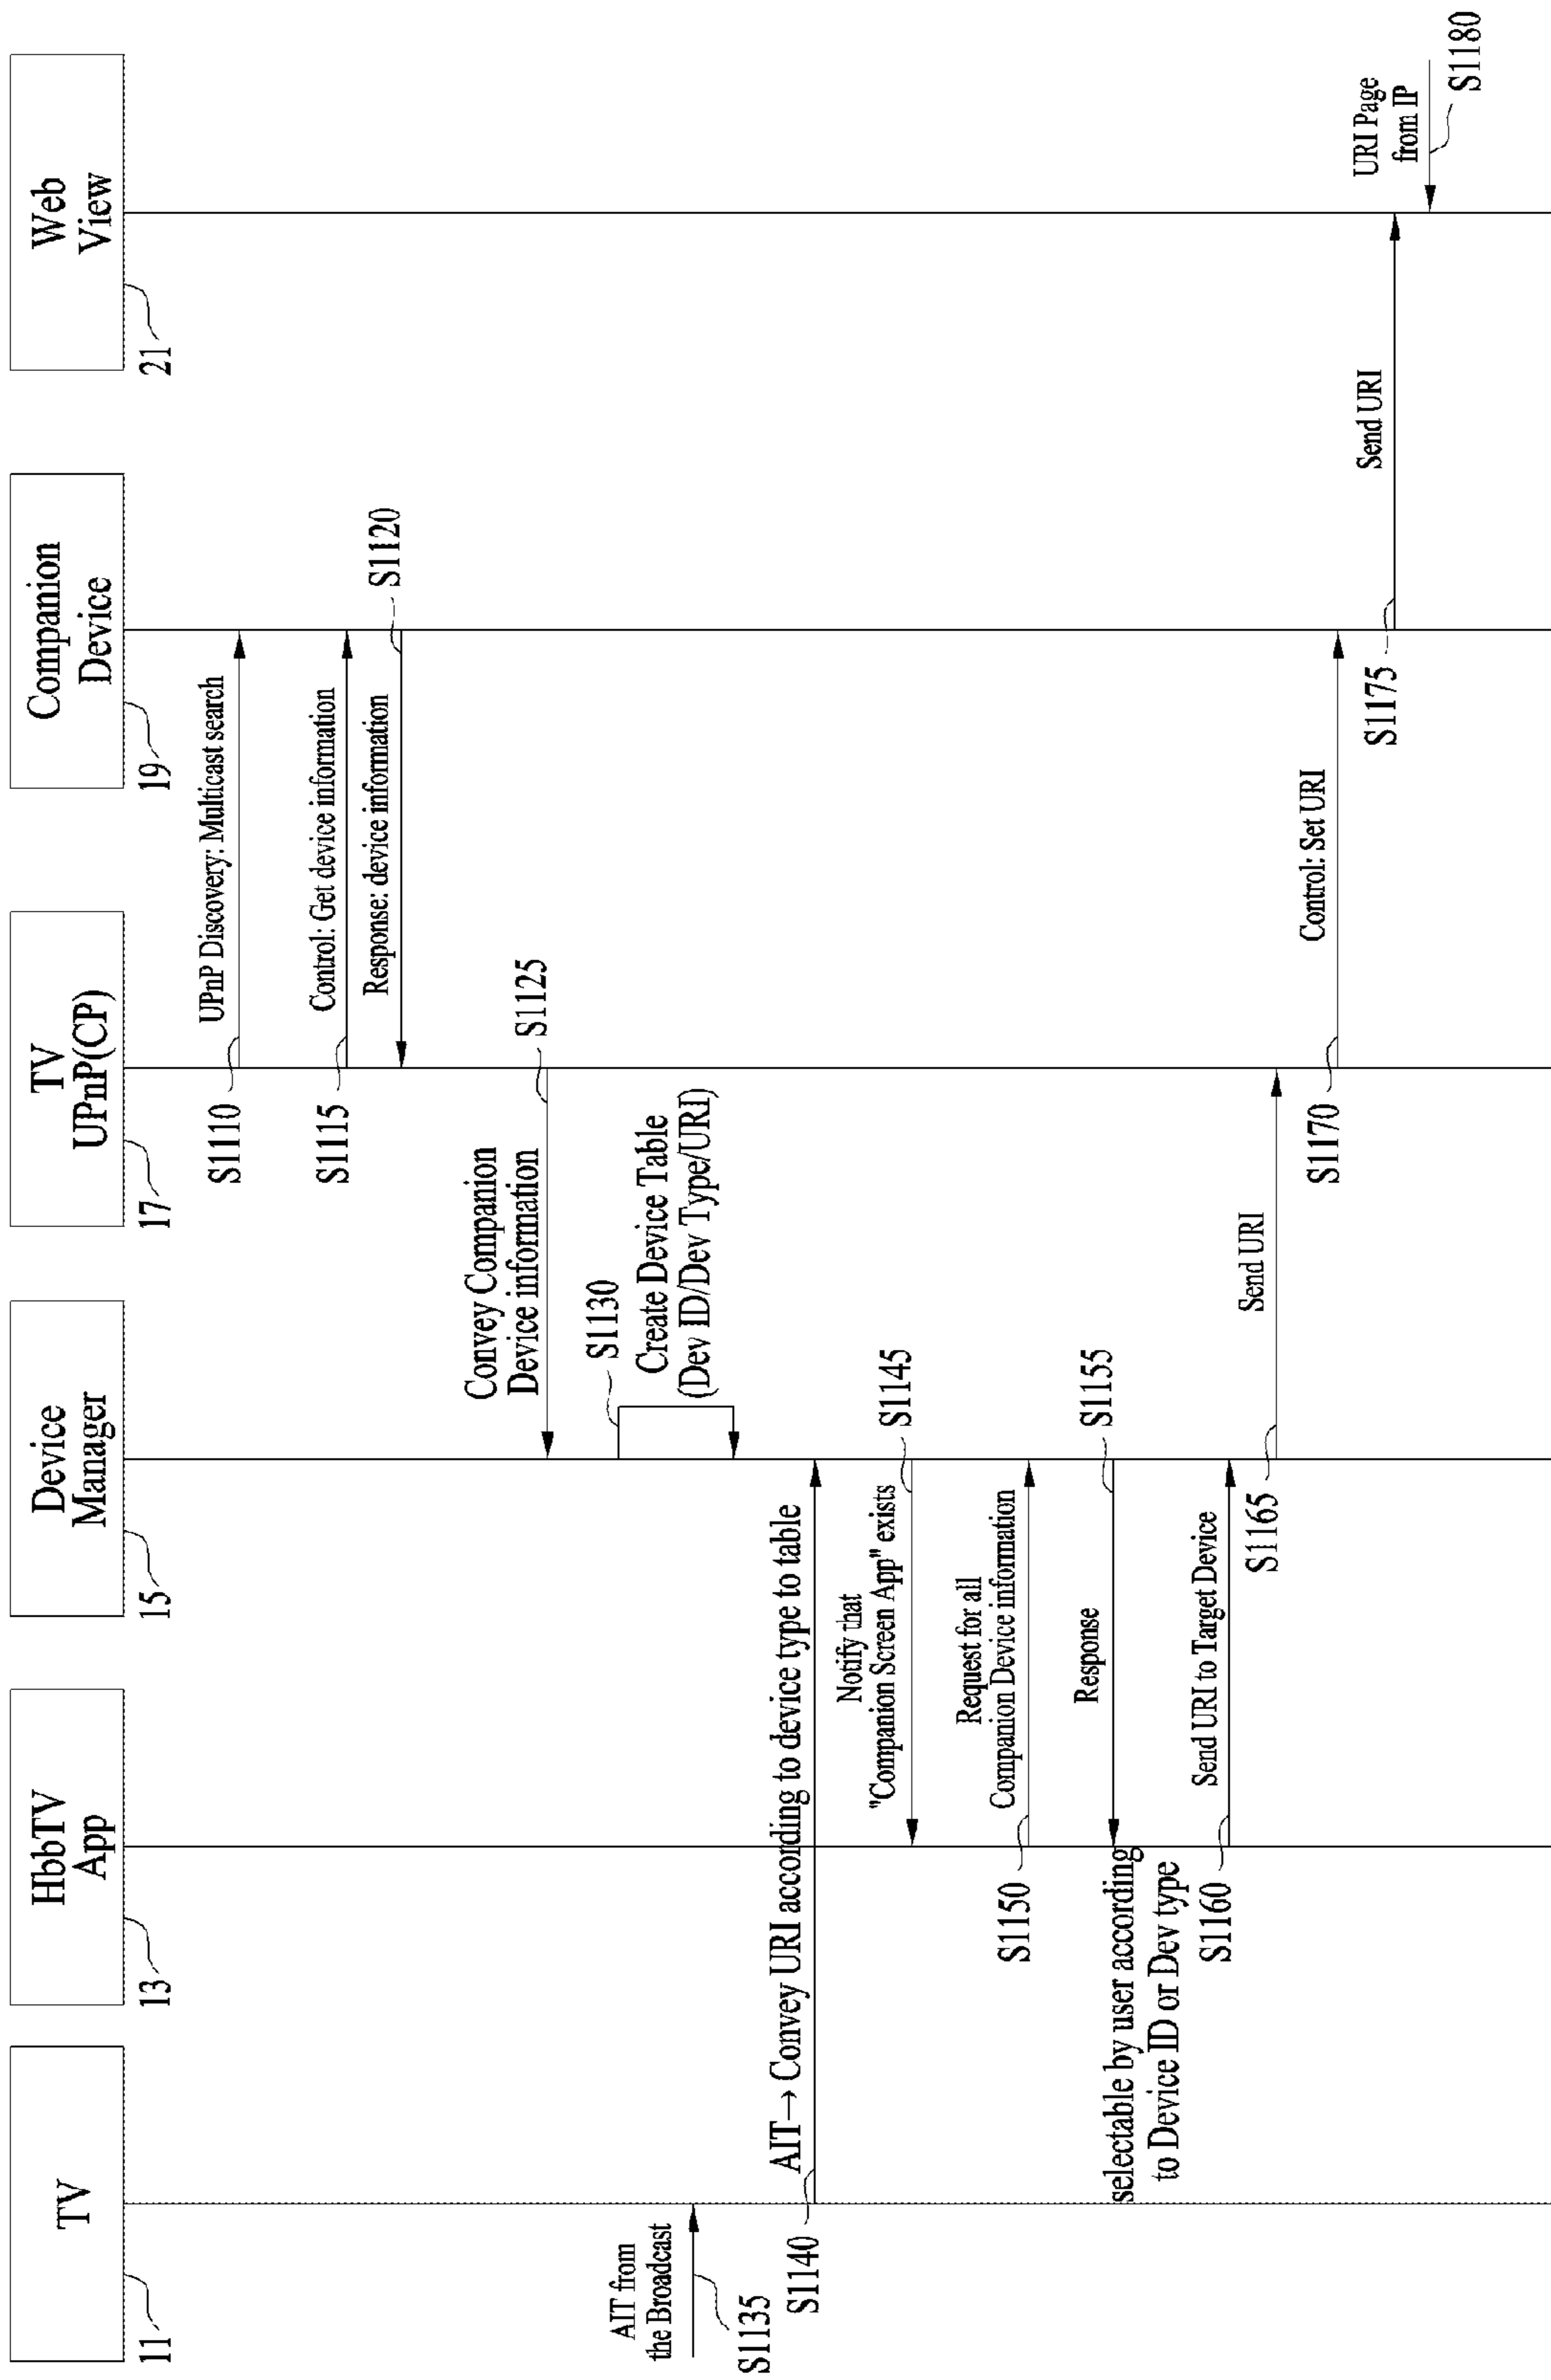 TV
11
HbbTV
App
13
Device
Manager
15
TV
UPnP(CP)
17
Companion
Device
19
Web
View
21
UPnP Discovery: Multicast search
S1110
Control: Get device information
S1115
Response: device information
S1120
Convey Companion
Device information
S1125
S1130
Create Device Table
(Dev ID/Dev Type/URI)
AIT from
the Broadcast
S1135
AIT→ Convey URI according to device type to table
S1140
Notify that
"Companion Screen App" exists
S1145
Request for all
Companion Device information
S1150
Response
S1155
selectable by user according
to Device ID or Dev type
Send URI to Target Device
S1160
Send URI
S1165
Control: Set URI
S1170
Send URI
S1175
URI Page
from IP
S1180